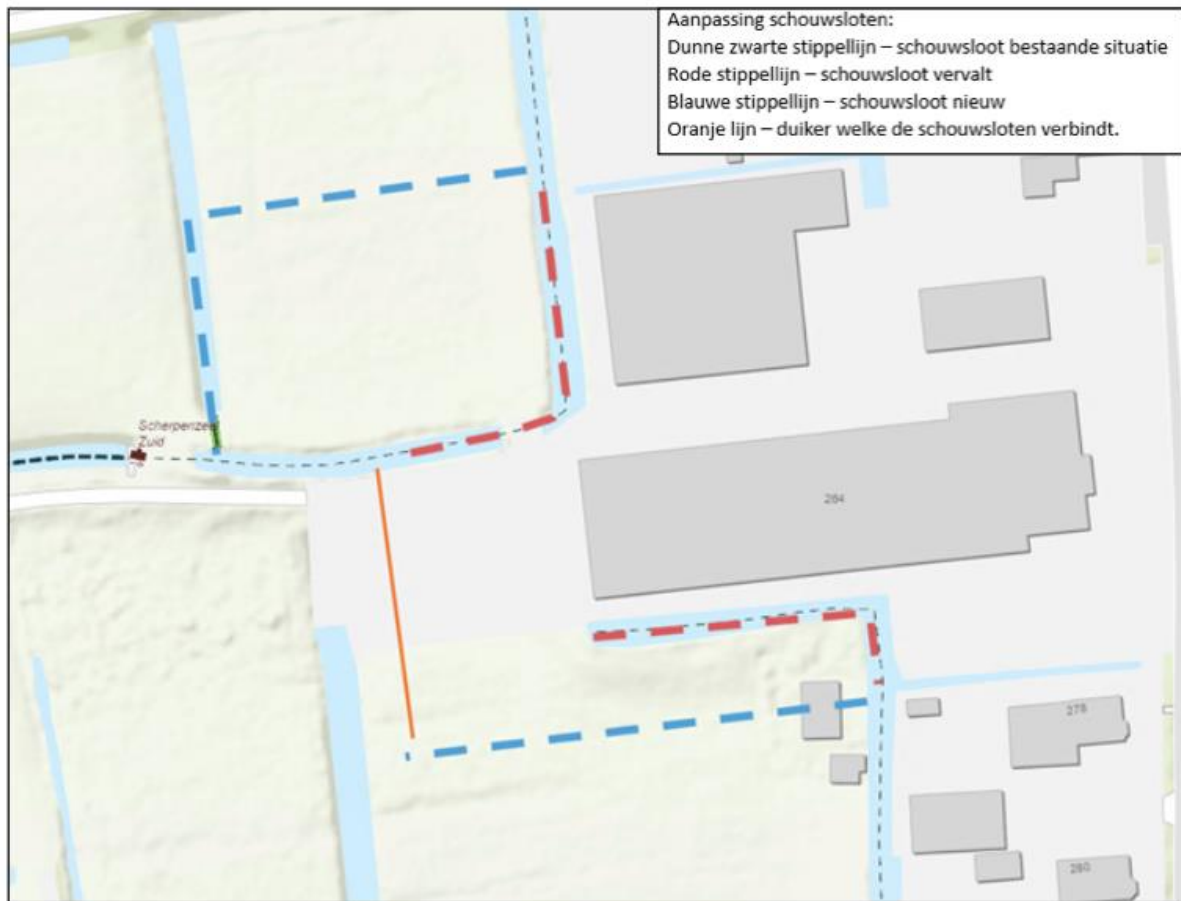 Aanpassing schouwsloten:
Dunne zwarte stippellijn – schouwsloot bestaande situatie
Rode stippellijn – schouwsloot vervalt
Blauwe stippellijn – schouwsloot nieuw
Oranje lijn – duiker welke de schouwsloten verbindt.
Scherpenzeel
Zuid
264
278
280